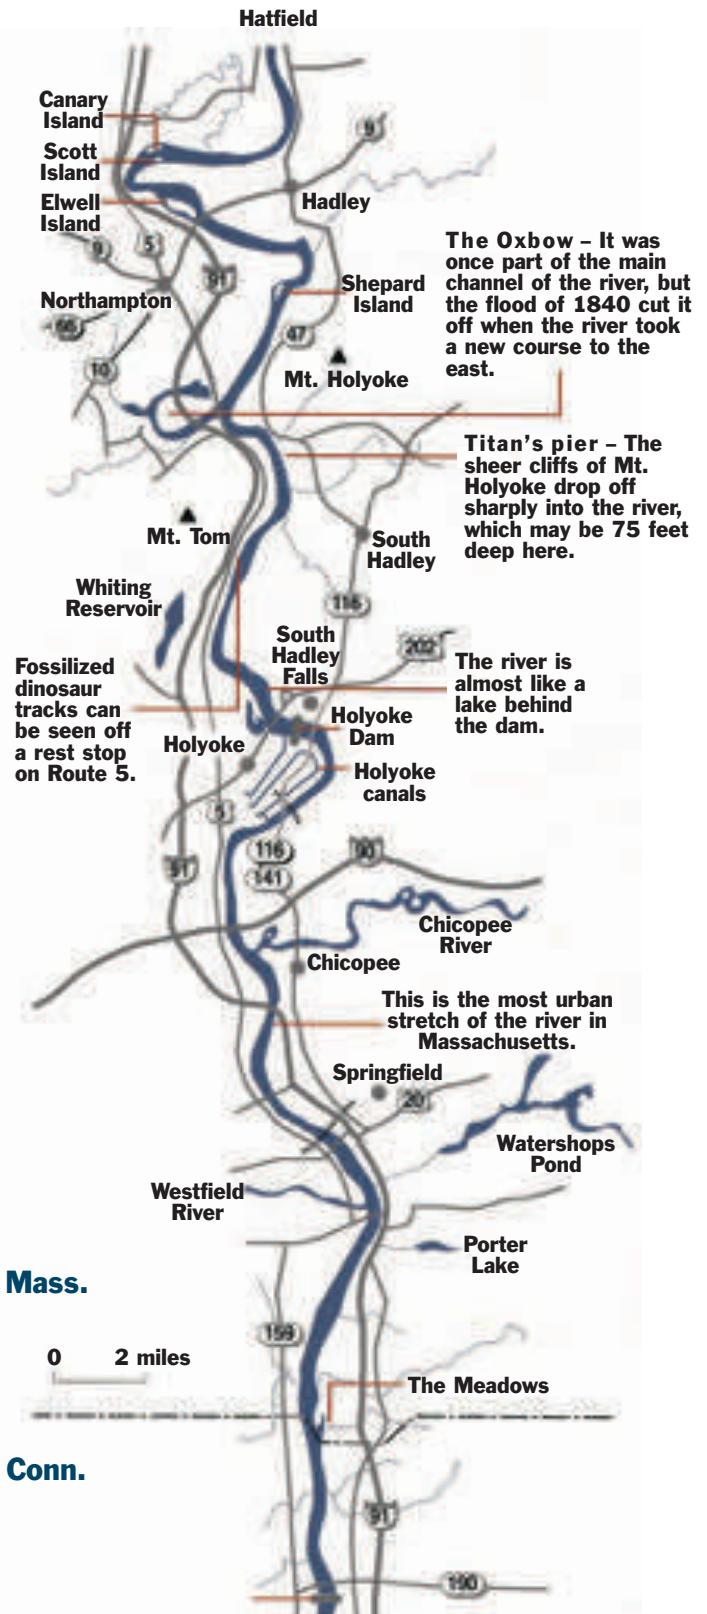 Hatfield
Canary
Island
Scott
Island
Elwell
Island
9
Hadley
9
5
91
Northampton
Shepard
Island
The Oxbow – It was
once part of the main
channel of the river, but
the flood of 1840 cut it
off when the river took
a new course to the
east.
66
47
10
Mt. Holyoke
Titan's pier – The
sheer cliffs of Mt.
Holyoke drop off
sharply into the river,
which may be 75 feet
deep here.
Mt. Tom
South
Hadley
Whiting
Reservoir
116
South
Hadley
Falls
202
Fossilized
dinosaur
tracks can
be seen off
a rest stop
on Route 5.
The river is
almost like a
lake behind
the dam.
Holyoke
Dam
Holyoke
Holyoke
canals
5
116
141
90
91
Chicopee
River
Chicopee
This is the most urban
stretch of the river in
Massachusetts.
Springfield
20
Watershops
Pond
Westfield
River
Porter
Lake
Mass.
159
0 2 miles
The Meadows
Conn.
91
190